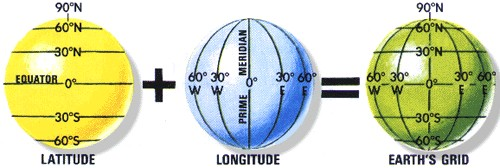 90°N
60°N
30°N
EQUATOR 0°
30°S
60°S
LATITUDE
+
PRIME MERIDIAN
60° 30° 0° 30° 60°
W W E E
LONGITUDE
=
90°N
60°N
30°N
60° 30° 0° 30° 60°
W W E E
30°S
60°S
EARTH'S GRID